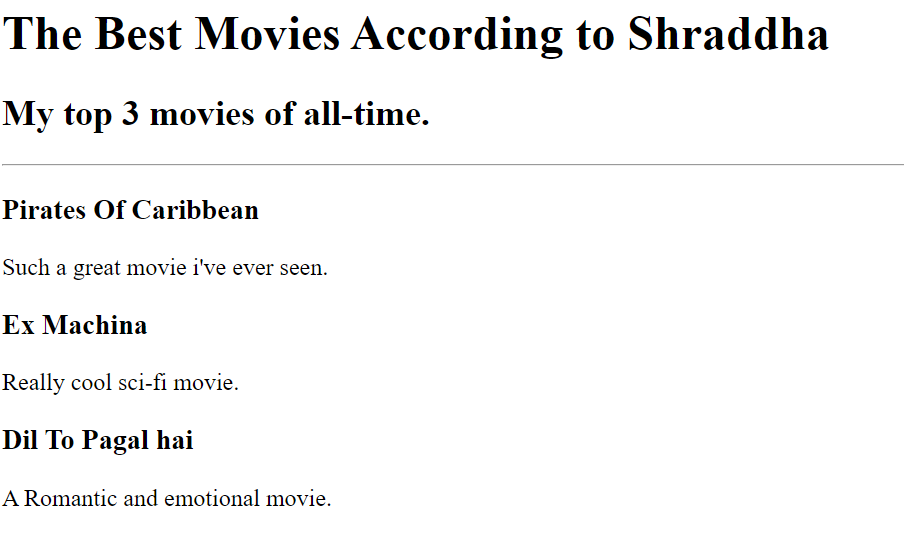 The Best Movies According to Shraddha
My top 3 movies of all-time.
Pirates Of Caribbean
Such a great movie i've ever seen.
Ex Machina
Really cool sci-fi movie.
Dil To Pagal hai
A Romantic and emotional movie.